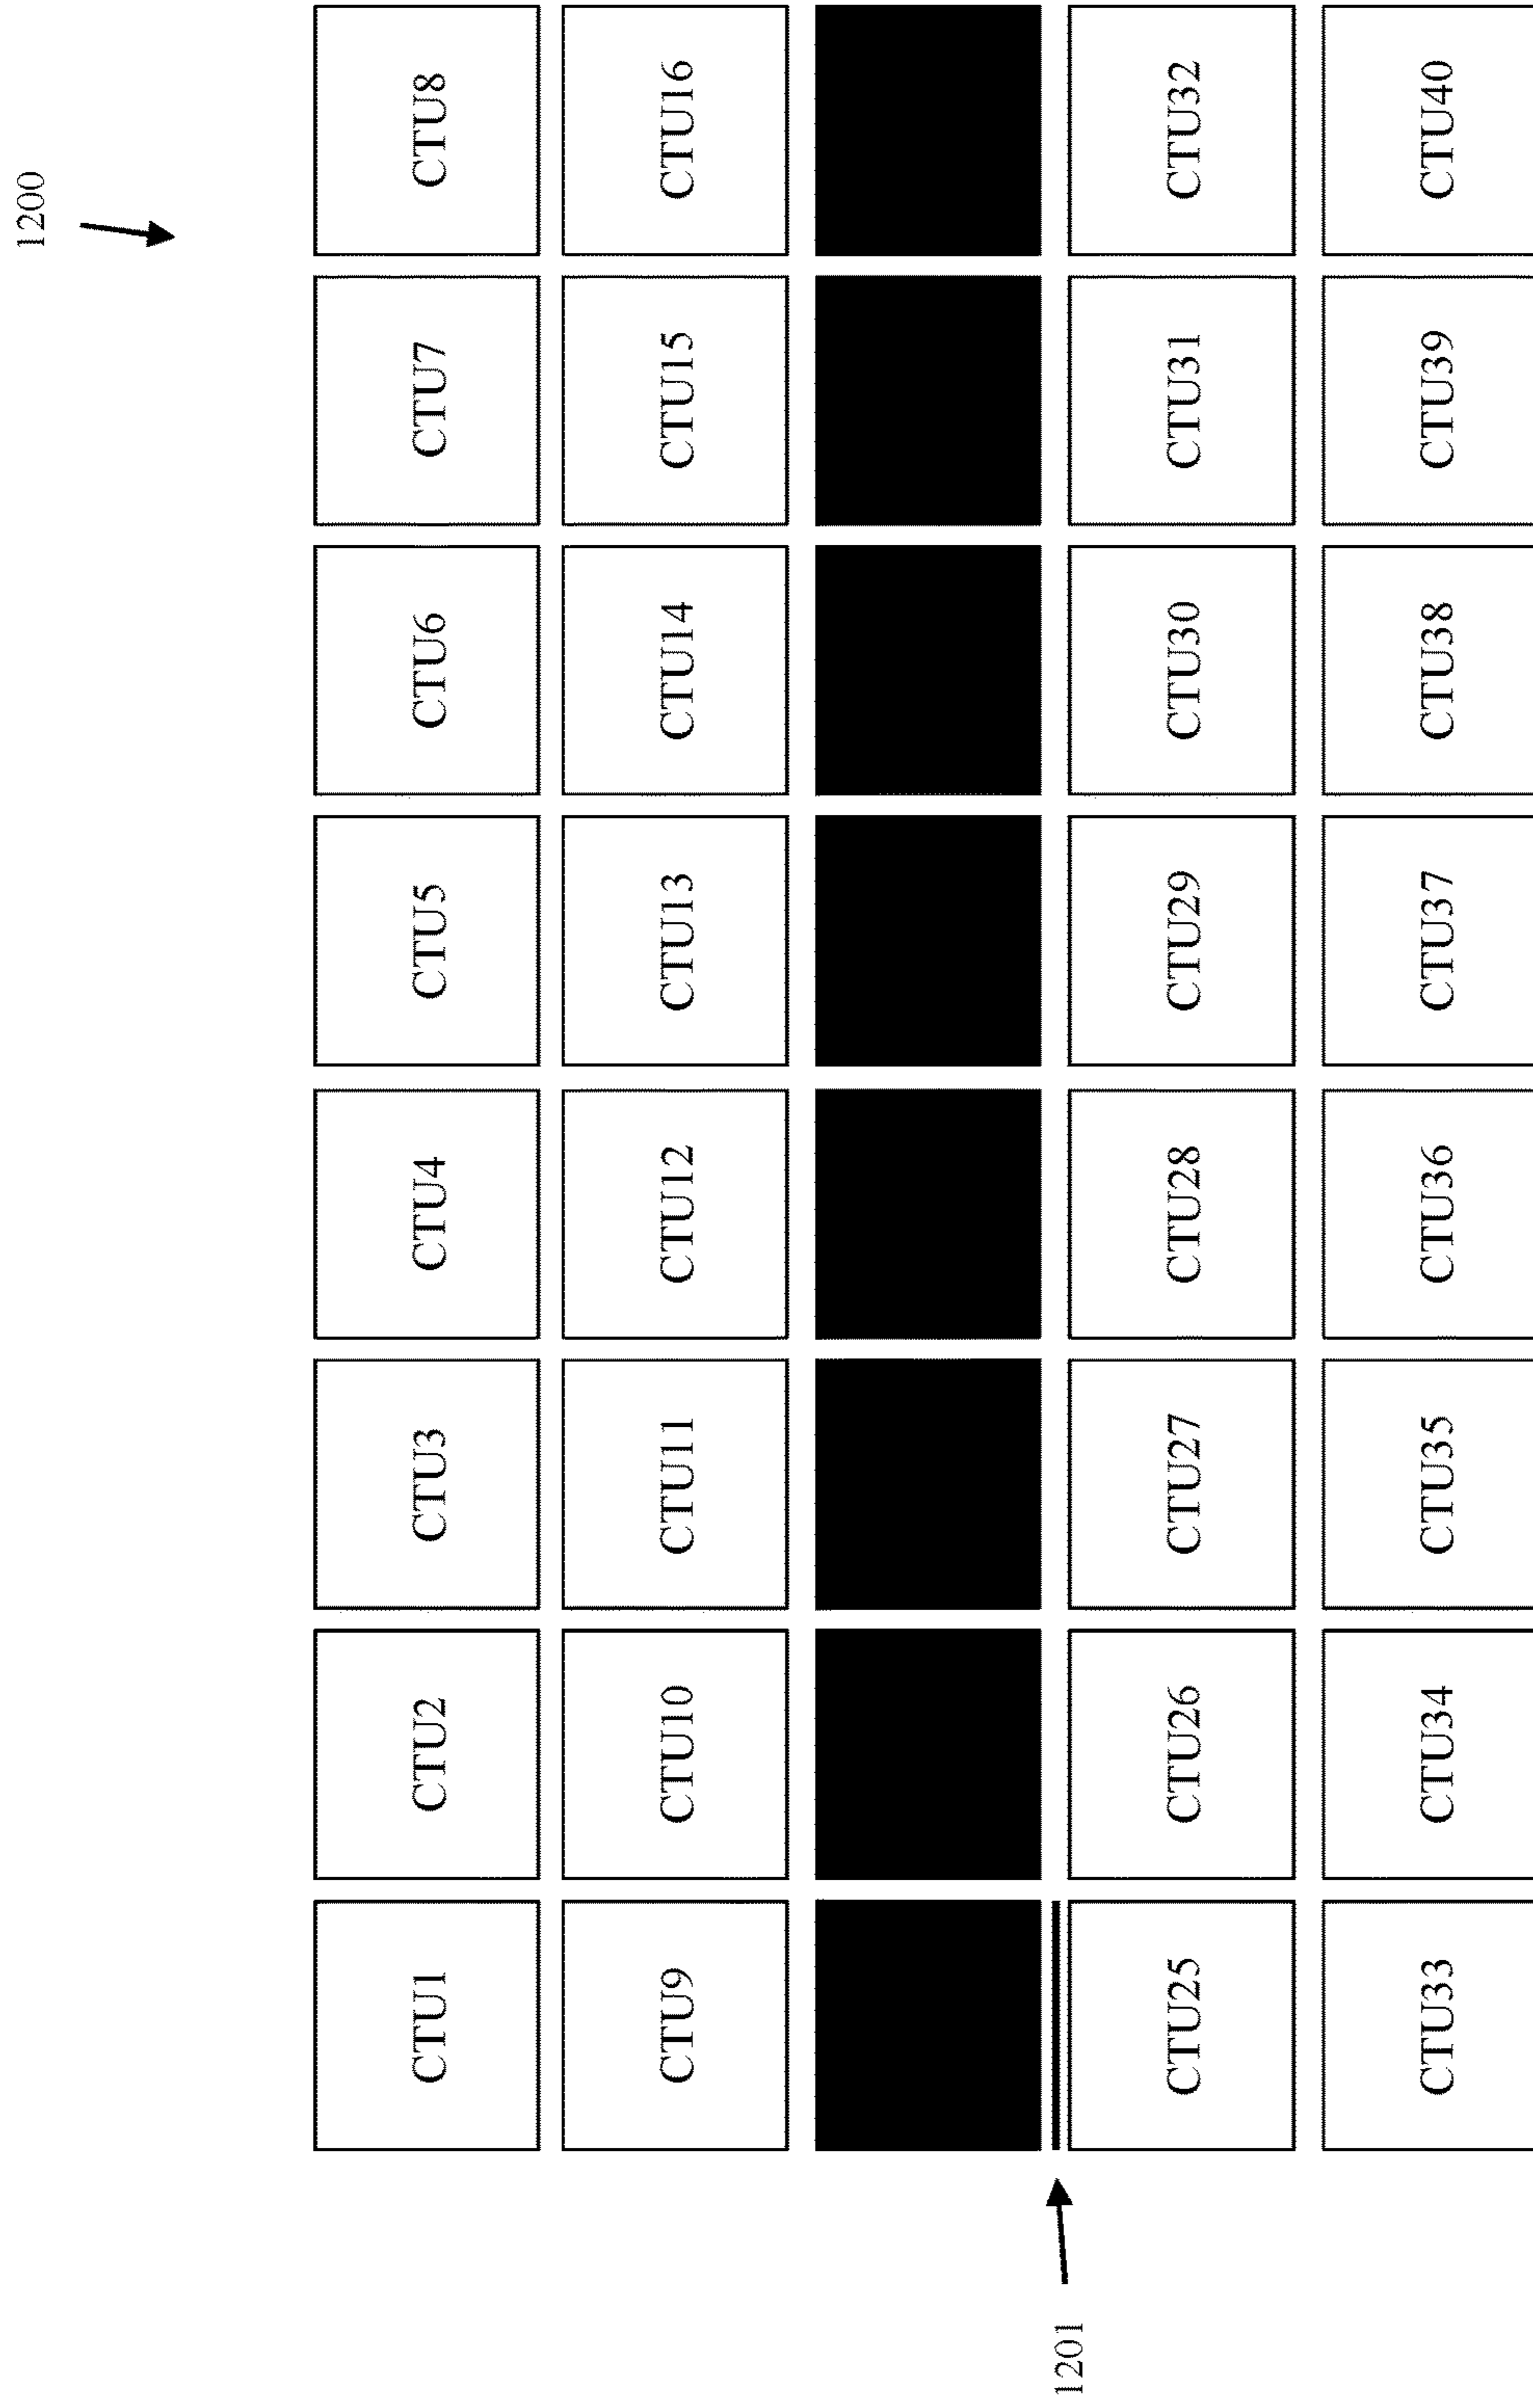 1200
CTU1 CTU2 CTU3 CTU4 CTU5 CTU6 CTU7 CTU8
CTU9 CTU10 CTU11 CTU12 CTU13 CTU14 CTU15 CTU16
1201
CTU25 CTU26 CTU27 CTU28 CTU29 CTU30 CTU31 CTU32
CTU33 CTU34 CTU35 CTU36 CTU37 CTU38 CTU39 CTU40